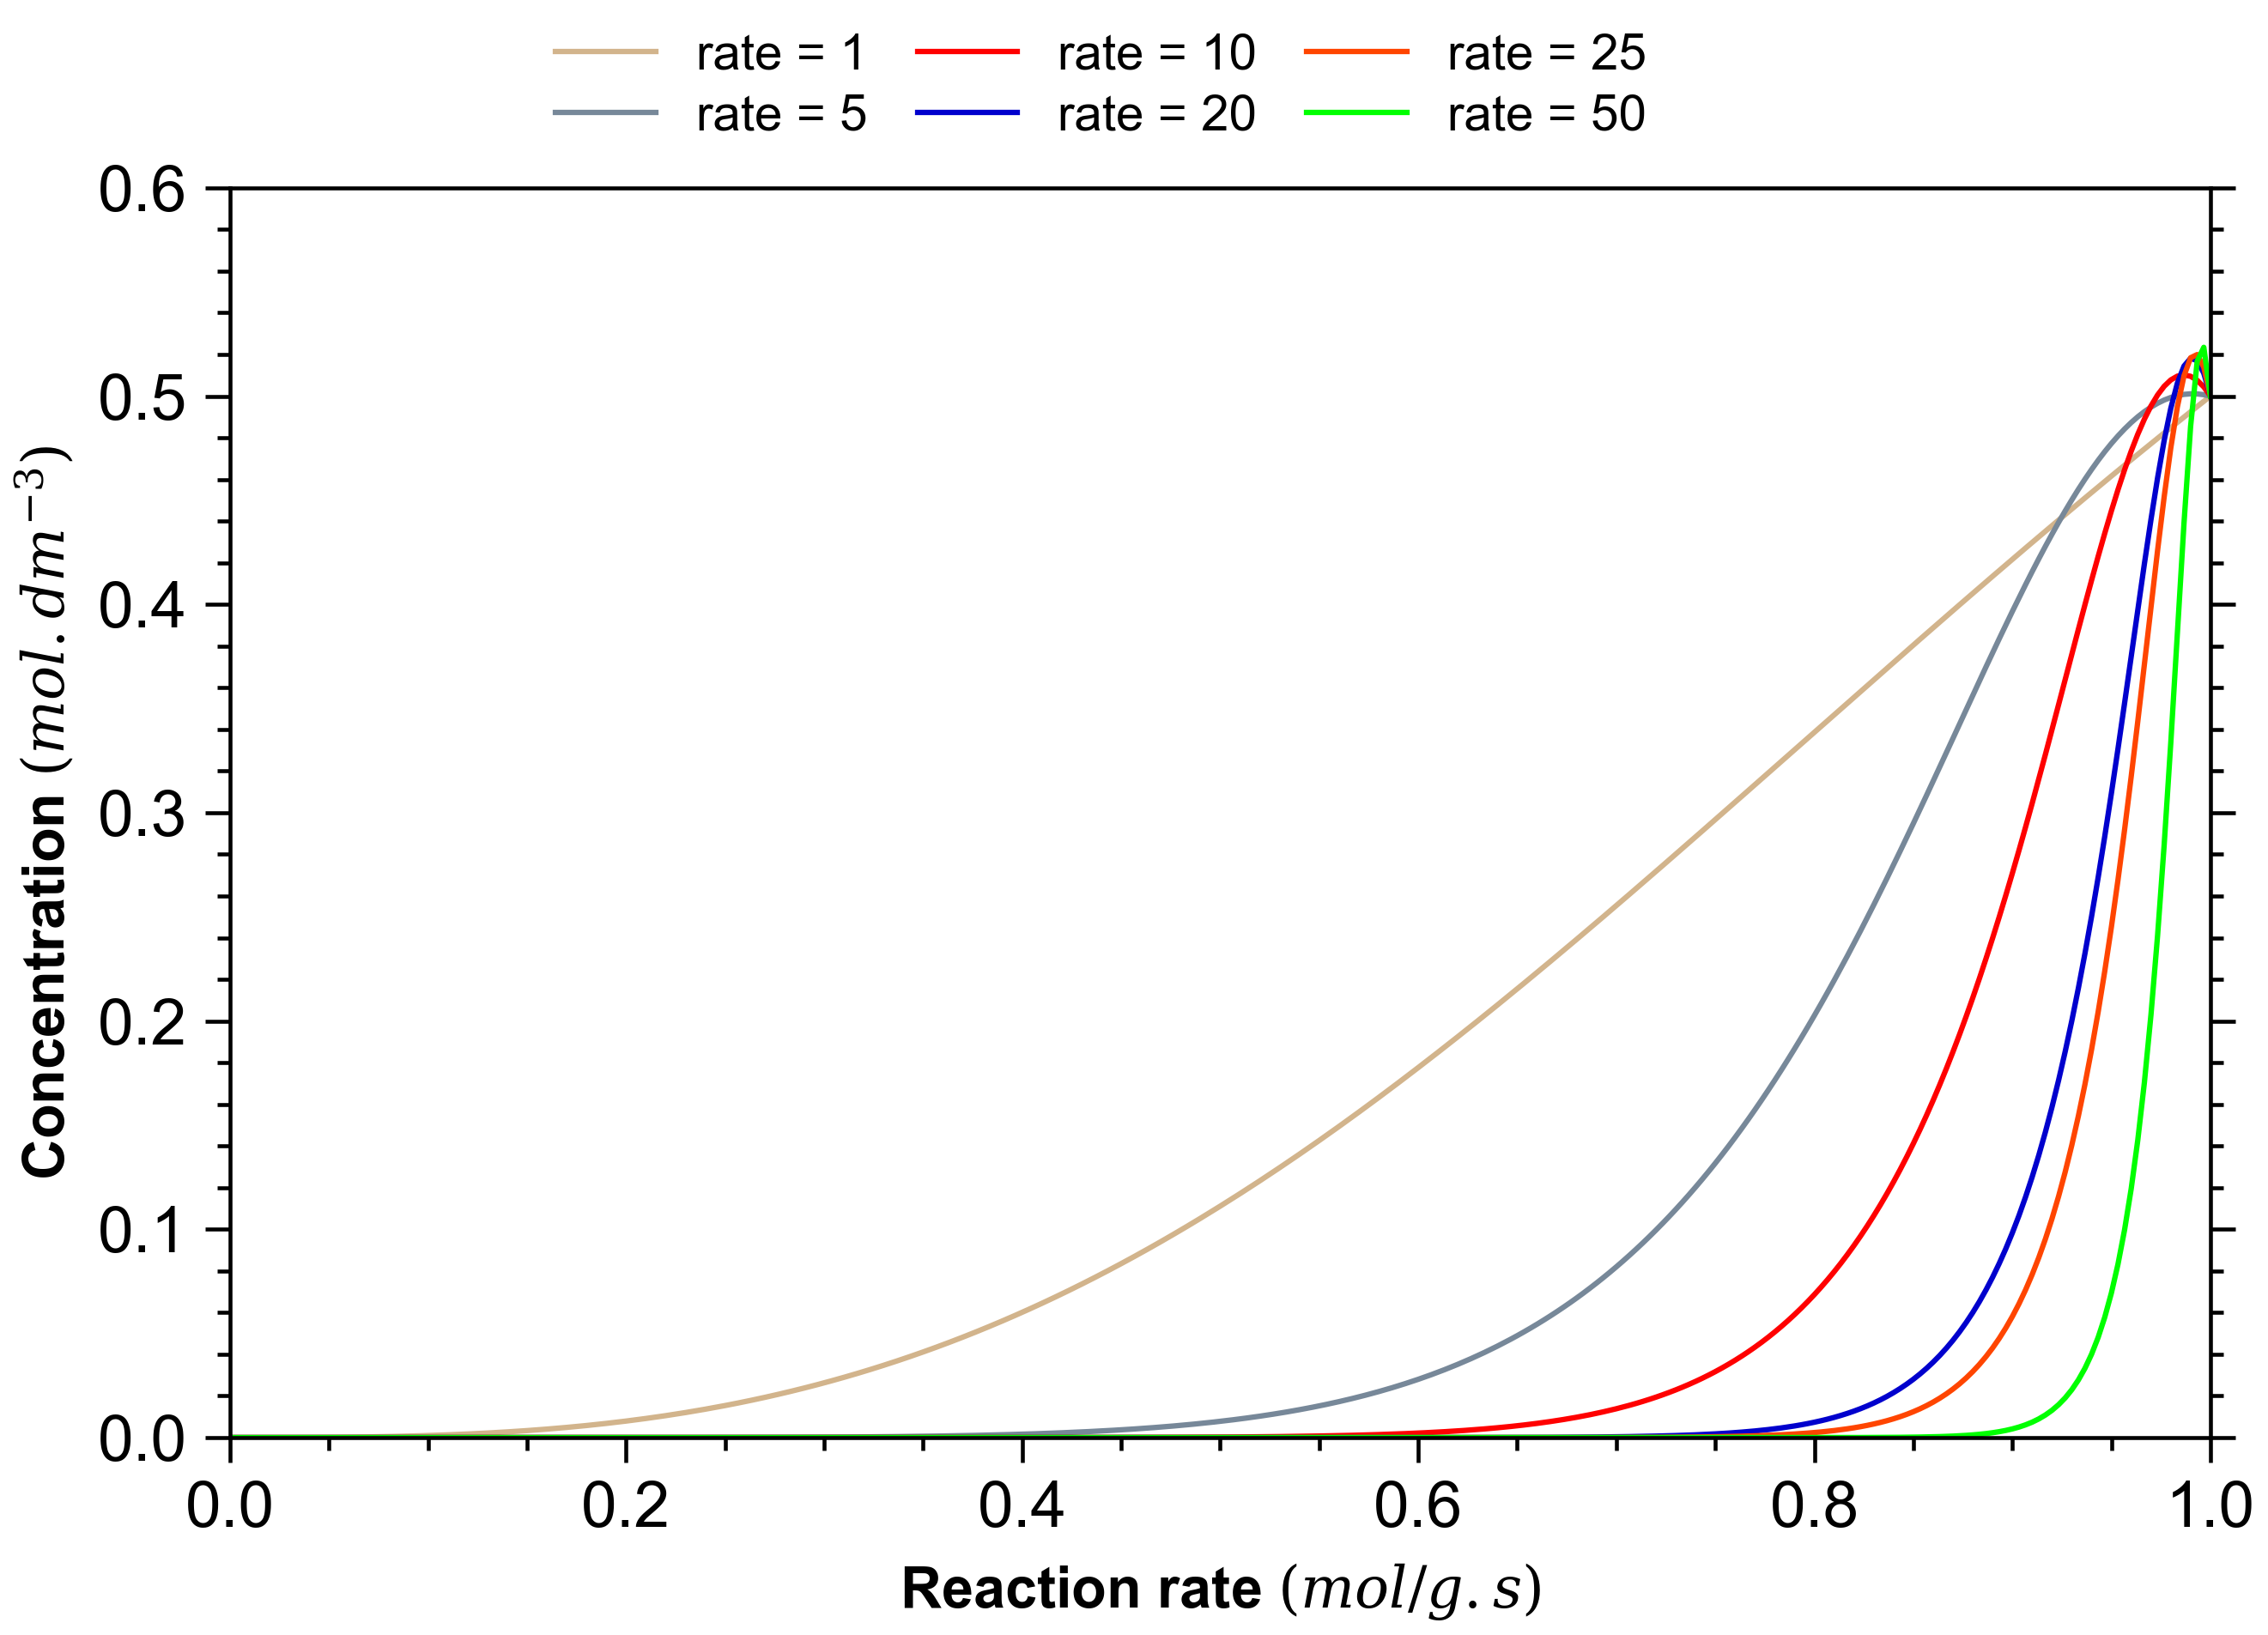 rate = 1 rate = 10 rate = 25
rate = 5 rate = 20 rate = 50
0.6
0.5
0.4
0.3
0.2
0.1
0.0
Concentration (mol.dm⁻³)
0.0 0.2 0.4 0.6 0.8 1.0
Reaction rate (mol/g.s)